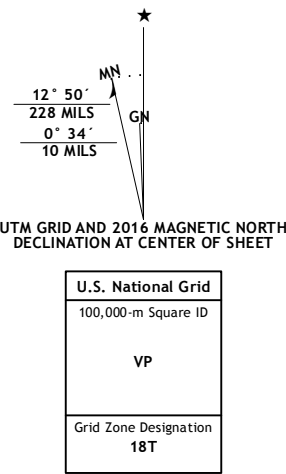 MN
GN
12° 50´
228 MILS
0° 34´
10 MILS
UTM GRID AND 2016 MAGNETIC NORTH
DECLINATION AT CENTER OF SHEET
U.S. National Grid
100,000-m Square ID
VP
Grid Zone Designation
18T